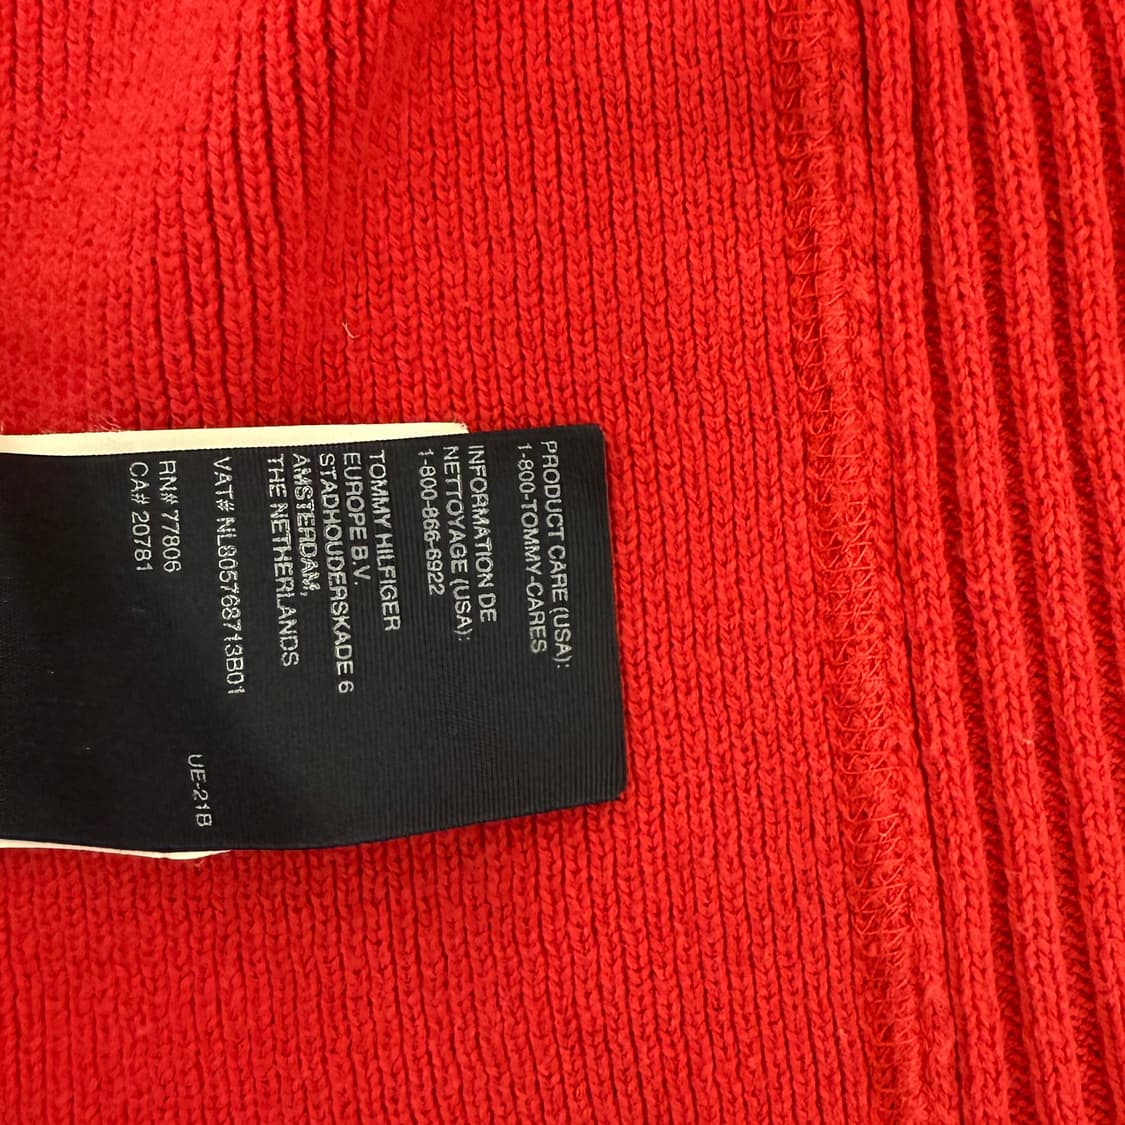 PRODUCT CARE (USA):
1-800-TOMMY-CARES
INFORMATION DE
NETTOYAGE (USA):
1-800-866-6922
TOMMY HILFIGER
EUROPE B.V.
STADHOUDERSKADE 6
AMSTERDAM,
THE NETHERLANDS
VAT# NL805768713B01
UE-21B
RN# 77806
CA# 20781